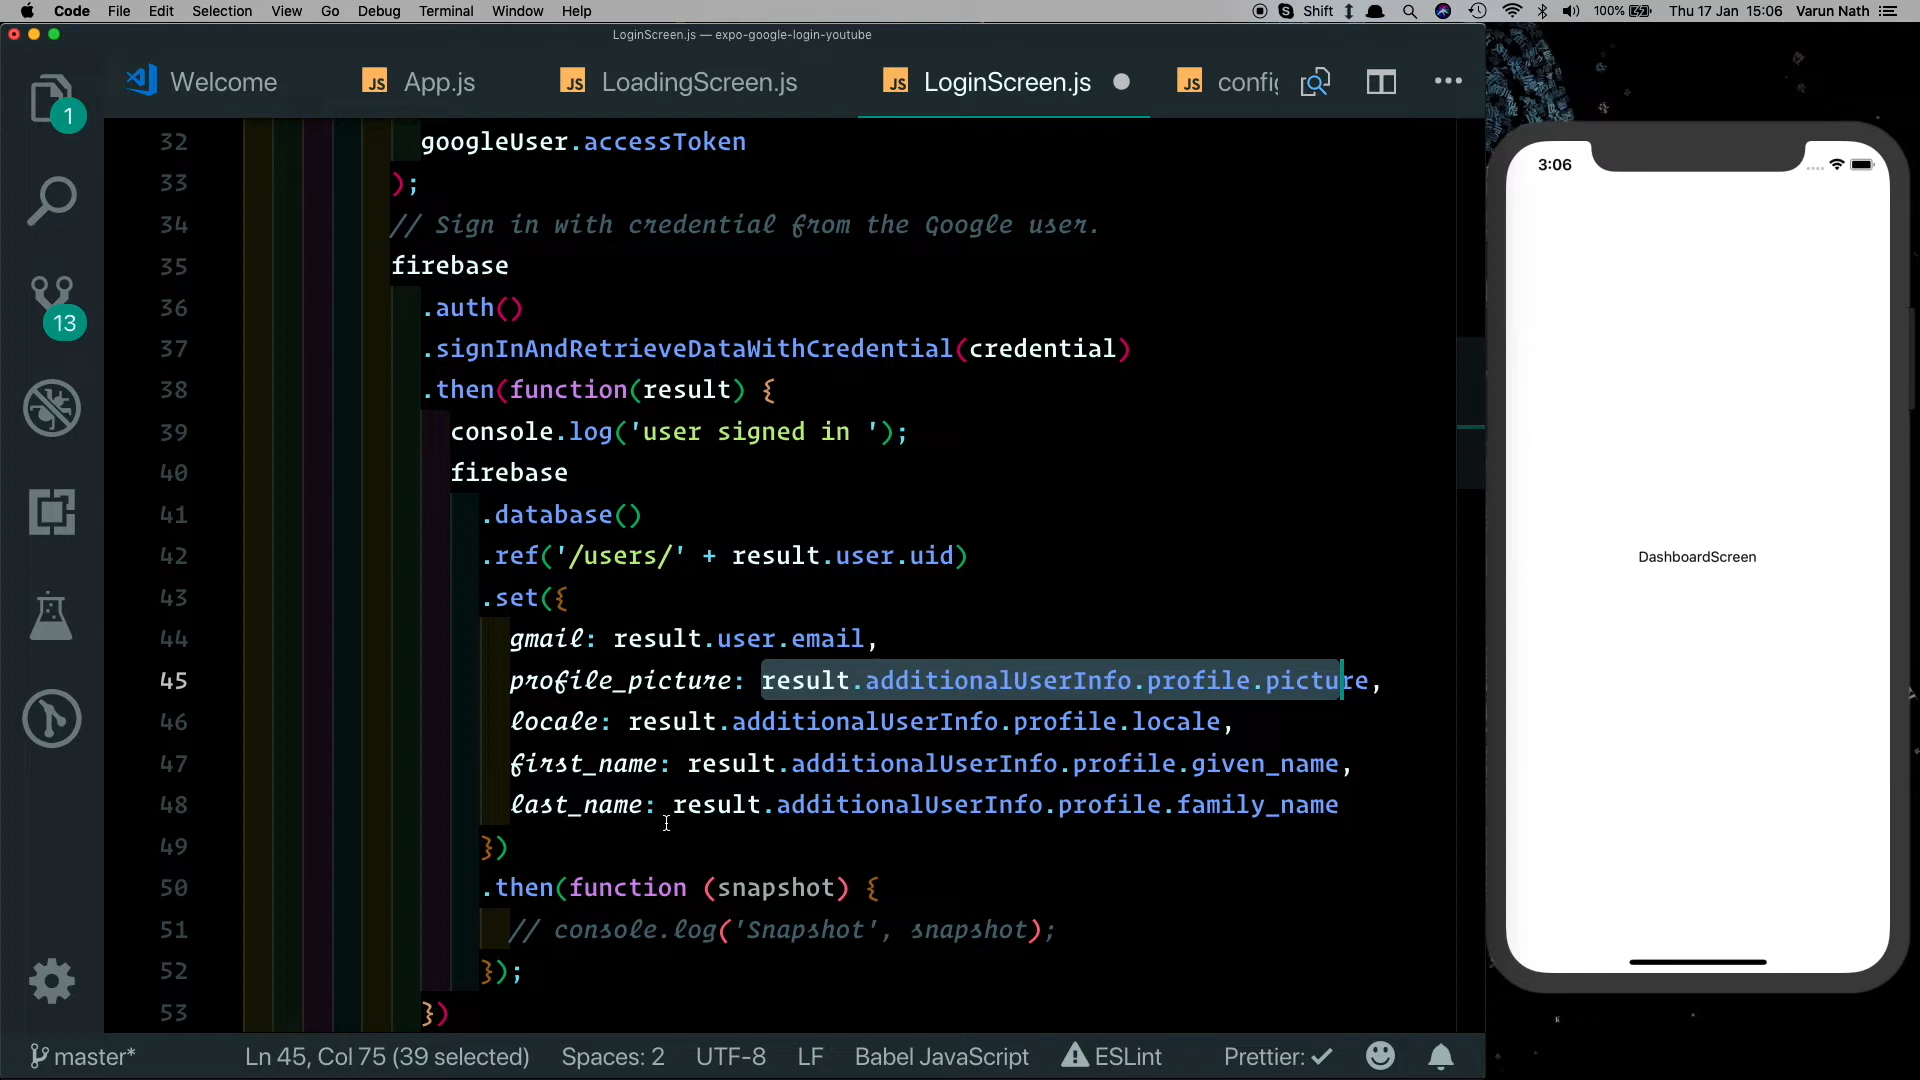 Code File Edit Selection View Go Debug Terminal Window Help Shift 100% Thu 17 Jan 15:06 Varun Nath
LoginScreen.js — expo-google-login-youtube
Welcome JS App.js JS LoadingScreen.js JS LoginScreen.js JS config
1
13
32 googleUser.accessToken
33 );
34 // Sign in with credential from the Google user.
35 firebase
36 .auth()
37 .signInAndRetrieveDataWithCredential(credential)
38 .then(function(result) {
39 console.log('user signed in ');
40 firebase
41 .database()
42 .ref('/users/' + result.user.uid)
43 .set({
44 gmail: result.user.email,
45 profile_picture: result.additionalUserInfo.profile.picture,
46 locale: result.additionalUserInfo.profile.locale,
47 first_name: result.additionalUserInfo.profile.given_name,
48 last_name: result.additionalUserInfo.profile.family_name
49 })
50 .then(function (snapshot) {
51 // console.log('Snapshot', snapshot);
52 });
53 })
master* Ln 45, Col 75 (39 selected) Spaces: 2 UTF-8 LF Babel JavaScript ESLint Prettier: ✓
3:06
DashboardScreen